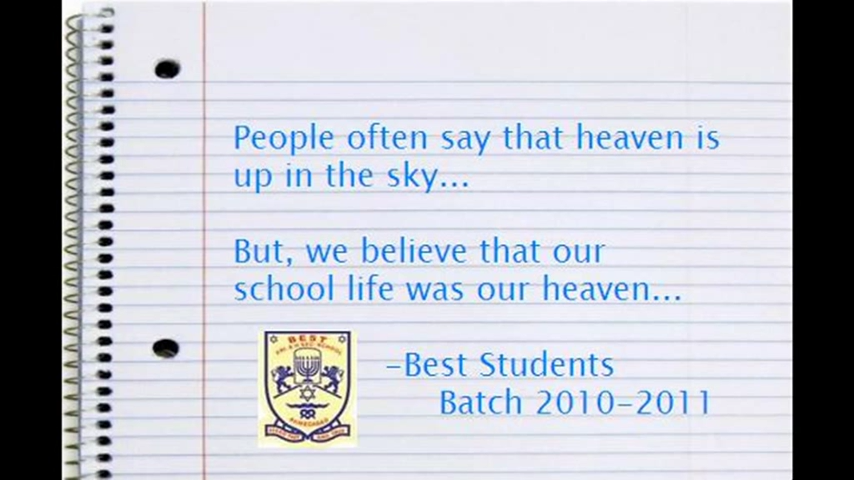 People often say that heaven is
up in the sky...
But, we believe that our
school life was our heaven...
BEST
-Best Students
Batch 2010-2011